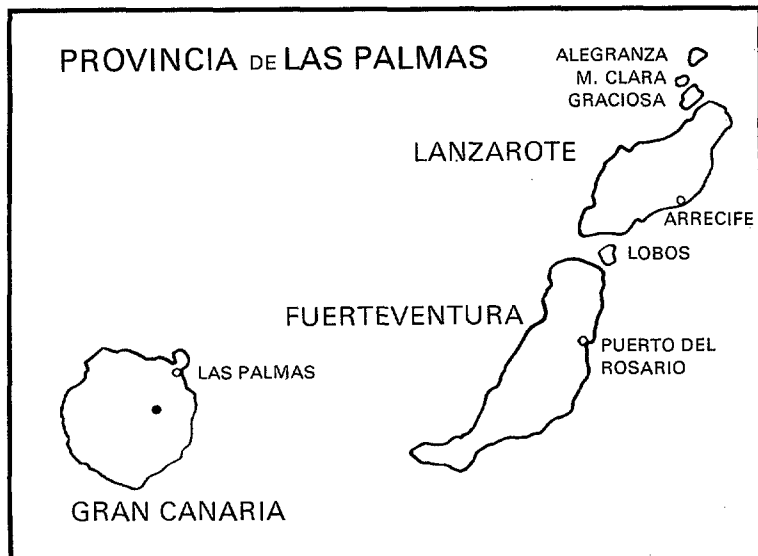 PROVINCIA DE LAS PALMAS
ALEGRANZA
M. CLARA
GRACIOSA
LANZAROTE
ARRECIFE
LOBOS
FUERTEVENTURA
PUERTO DEL
ROSARIO
LAS PALMAS
GRAN CANARIA